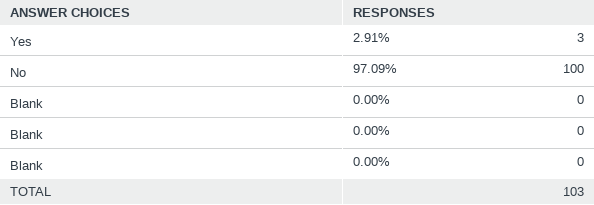 ANSWER CHOICES RESPONSES
Yes 2.91% 3
No 97.09% 100
Blank 0.00% 0
Blank 0.00% 0
Blank 0.00% 0
TOTAL 103